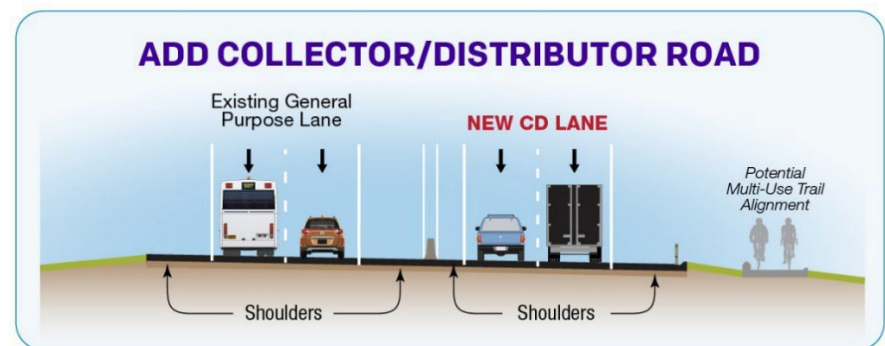 ADD COLLECTOR/DISTRIBUTOR ROAD
Existing General
Purpose Lane
NEW CD LANE
Potential
Multi-Use Trail
Alignment
Shoulders
Shoulders